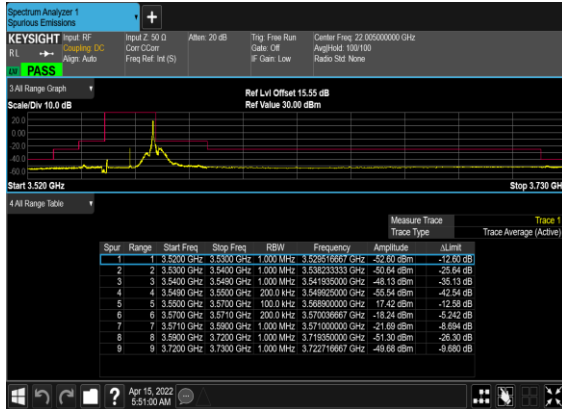 Spectrum Analyzer 1
Spurious Emissions
KEYSIGHT Input: RF Input Z: 50 Ω Atten: 20 dB Trig: Free Run Center Freq: 22.005000000 GHz
RL Coupling: DC Corr CCorr Gate: Off Avg|Hold: 100/100
Align: Auto Freq Ref: Int (S) IF Gain: Low Radio Std: None
PASS
3 All Range Graph
Ref Lvl Offset 15.55 dB
Scale/Div 10.0 dB Ref Value 30.00 dBm
20.0
0.00
-20.0
-40.0
-60.0
Start 3.520 GHz Stop 3.730 GH
4 All Range Table
Measure Trace Trace 1
Trace Type Trace Average (Active)
Spur Range Start Freq Stop Freq RBW Frequency Amplitude ΔLimit
1 1 3.5200 GHz 3.5300 GHz 1.000 MHz 3.529516667 GHz -52.60 dBm -12.60 dB
2 2 3.5300 GHz 3.5400 GHz 1.000 MHz 3.538233333 GHz -50.64 dBm -25.64 dB
3 3 3.5400 GHz 3.5490 GHz 1.000 MHz 3.541935000 GHz -48.13 dBm -35.13 dB
4 4 3.5490 GHz 3.5500 GHz 200.0 kHz 3.549925000 GHz -55.54 dBm -42.54 dB
5 5 3.5500 GHz 3.5700 GHz 100.0 kHz 3.568900000 GHz 17.42 dBm -12.58 dB
6 6 3.5700 GHz 3.5710 GHz 200.0 kHz 3.570036667 GHz -18.24 dBm -5.242 dB
7 7 3.5710 GHz 3.5900 GHz 1.000 MHz 3.571000000 GHz -21.69 dBm -8.694 dB
8 8 3.5900 GHz 3.7200 GHz 1.000 MHz 3.719350000 GHz -51.30 dBm -26.30 dB
9 9 3.7200 GHz 3.7300 GHz 1.000 MHz 3.722716667 GHz -49.68 dBm -9.680 dB
Apr 15, 2022
5:51:00 AM